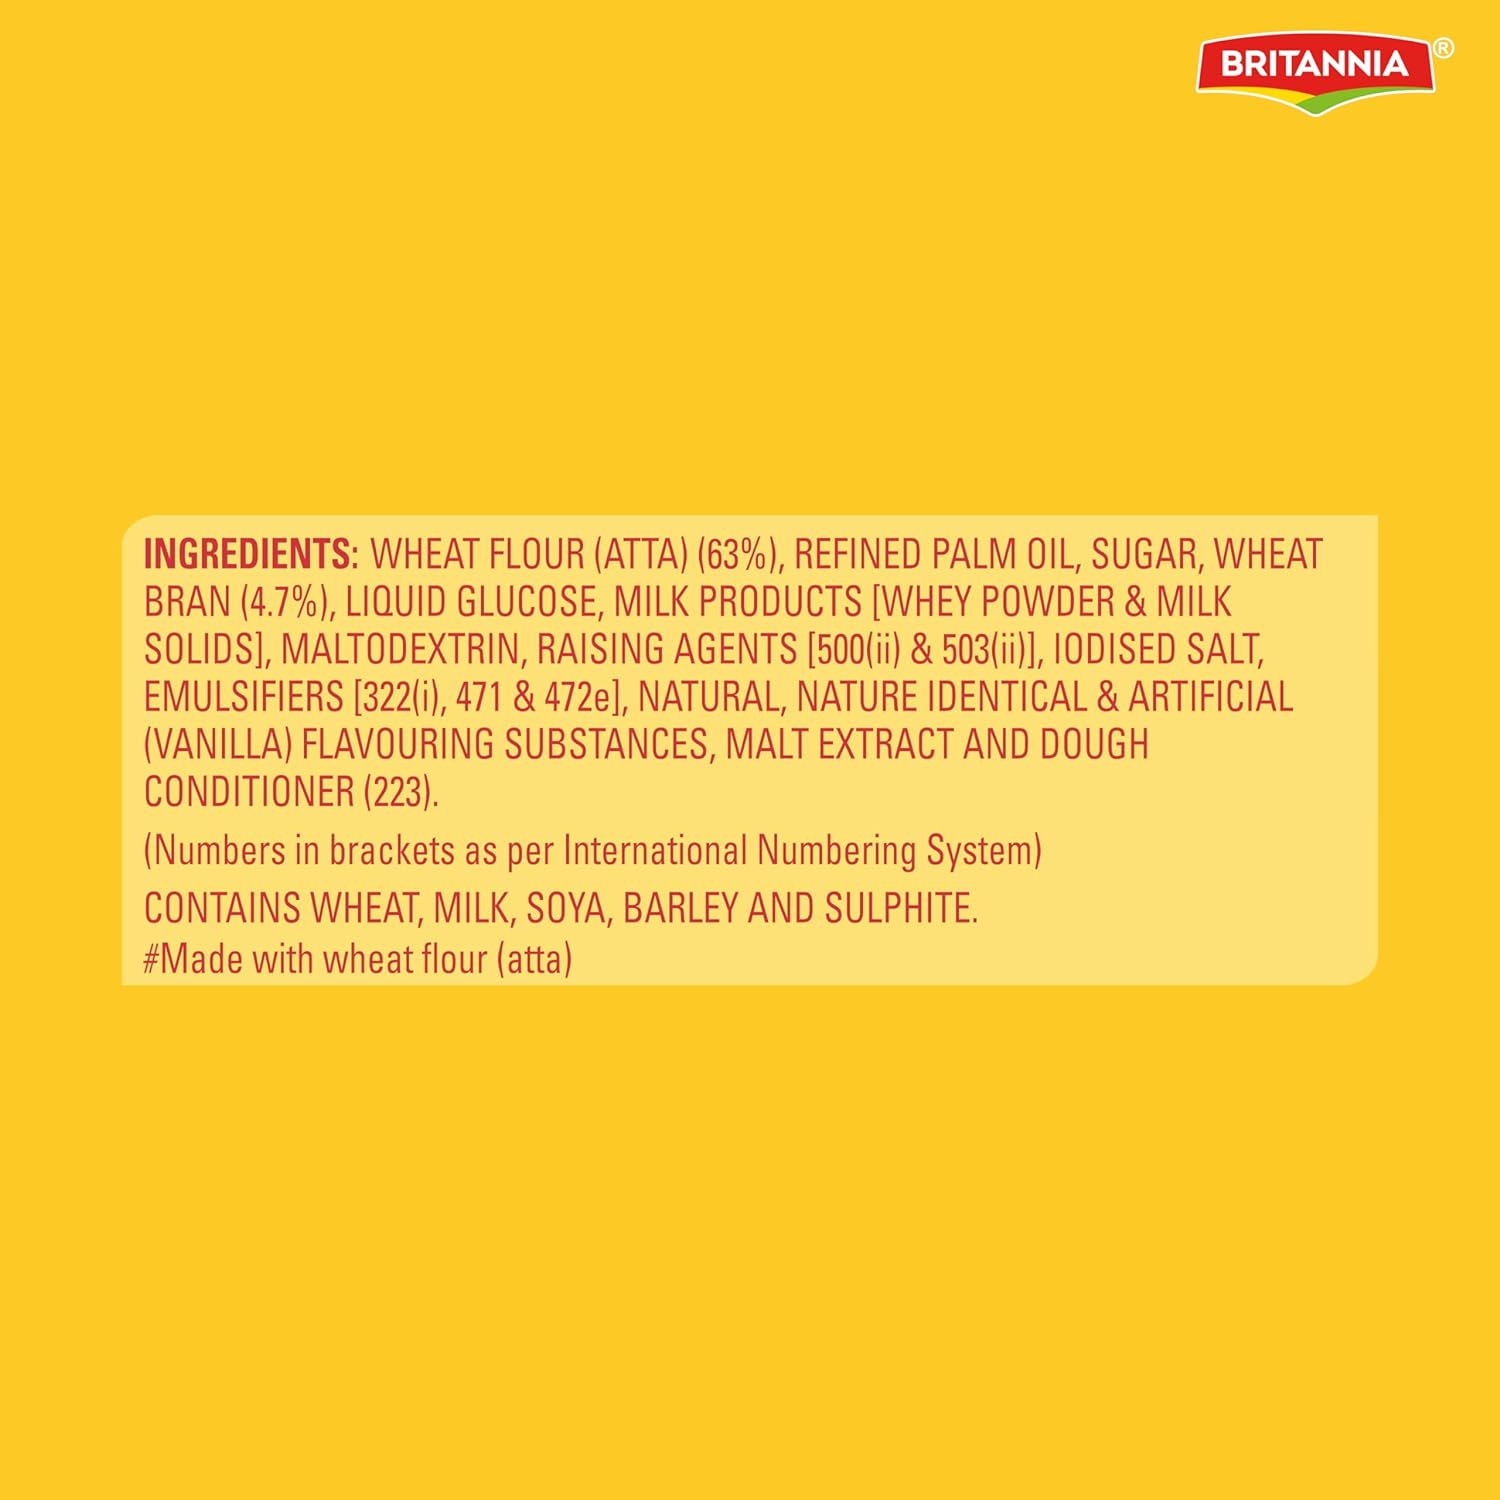 BRITANNIA®
INGREDIENTS: WHEAT FLOUR (ATTA) (63%), REFINED PALM OIL, SUGAR, WHEAT
BRAN (4.7%), LIQUID GLUCOSE, MILK PRODUCTS [WHEY POWDER & MILK
SOLIDS], MALTODEXTRIN, RAISING AGENTS [500(ii) & 503(ii)], IODISED SALT,
EMULSIFIERS [322(i), 471 & 472e], NATURAL, NATURE IDENTICAL & ARTIFICIAL
(VANILLA) FLAVOURING SUBSTANCES, MALT EXTRACT AND DOUGH
CONDITIONER (223).
(Numbers in brackets as per International Numbering System)
CONTAINS WHEAT, MILK, SOYA, BARLEY AND SULPHITE.
#Made with wheat flour (atta)